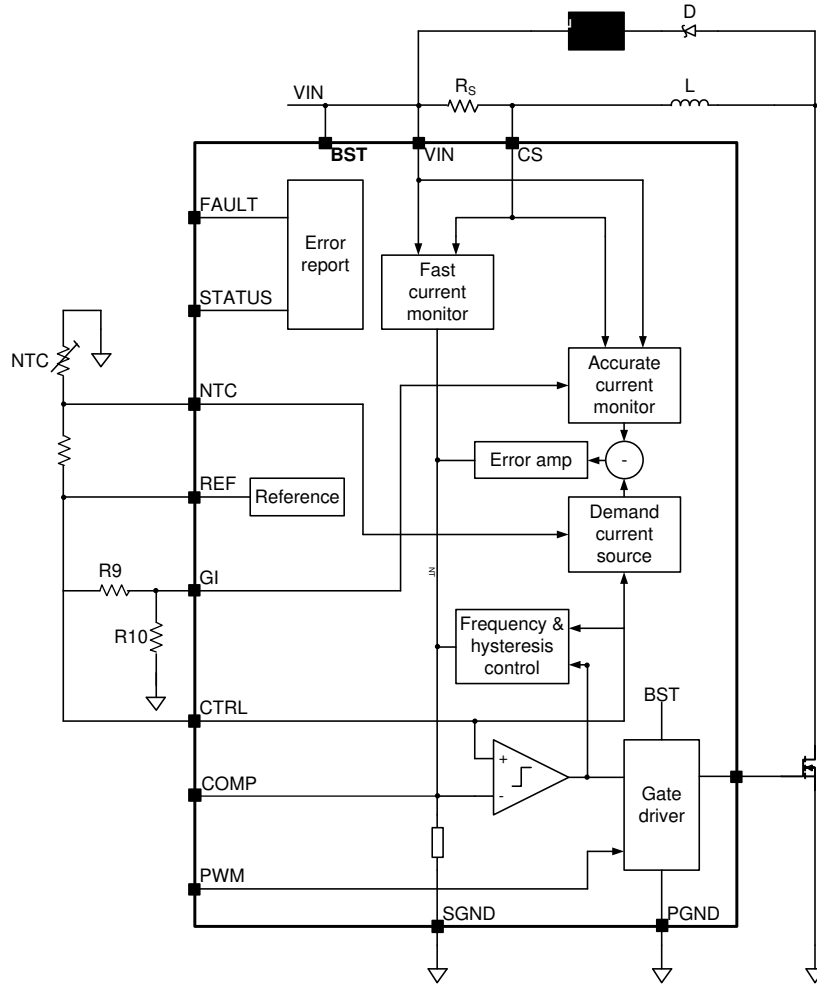 D
VIN
RS
L
BST
VIN
CS
FAULT
Error
report
Fast
current
monitor
STATUS
NTC
Accurate
current
monitor
NTC
Error amp
-
REF
Reference
Demand
current
source
R9
GI
R10
Frequency &
hysteresis
control
CTRL
BST
+
-
COMP
Gate
driver
PWM
SGND
PGND